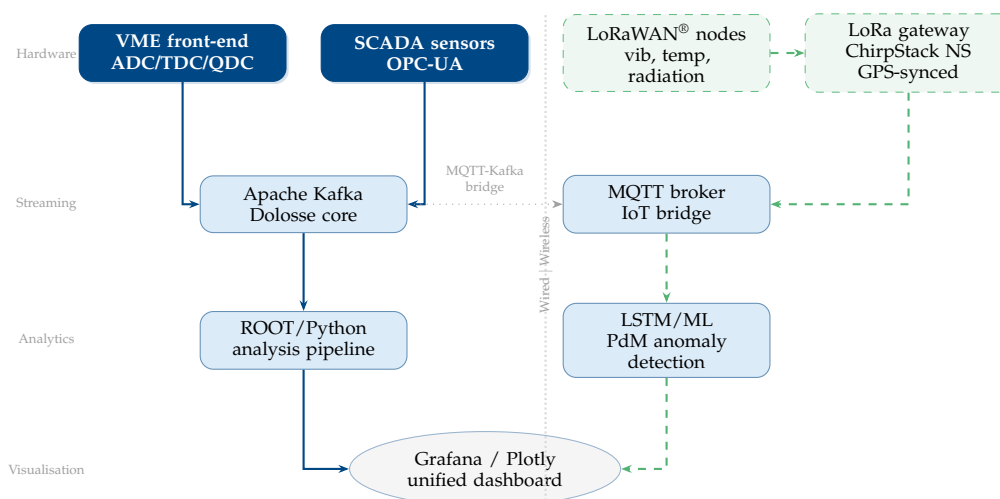 Hardware
VME front-end
ADC/TDC/QDC
SCADA sensors
OPC-UA
LoRaWAN® nodes
vib, temp,
radiation
LoRa gateway
ChirpStack NS
GPS-synced
Streaming
Apache Kafka
Dolosse core
MQTT-Kafka
bridge
MQTT broker
IoT bridge
Wired | Wireless
Analytics
ROOT/Python
analysis pipeline
LSTM/ML
PdM anomaly
detection
Visualisation
Grafana / Plotly
unified dashboard